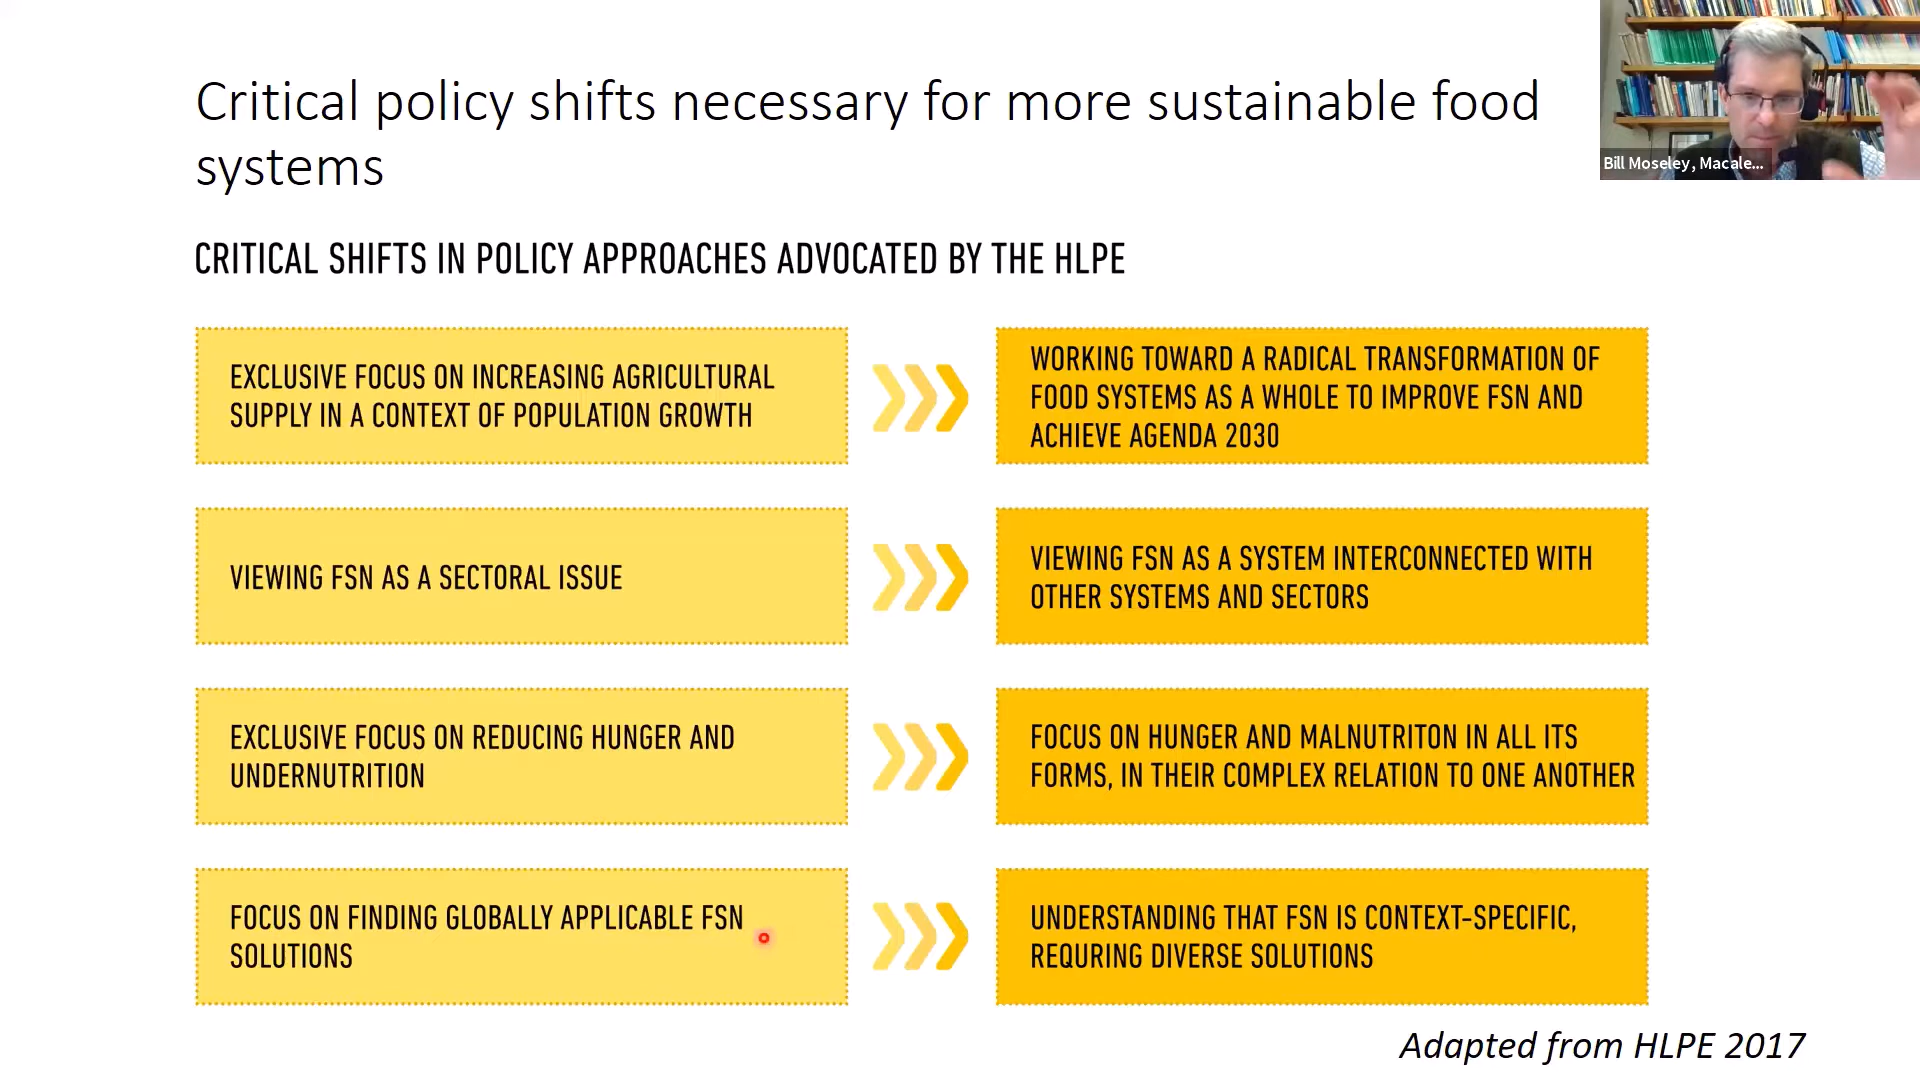 Critical policy shifts necessary for more sustainable food
systems
Bill Moseley, Macale...
CRITICAL SHIFTS IN POLICY APPROACHES ADVOCATED BY THE HLPE
EXCLUSIVE FOCUS ON INCREASING AGRICULTURAL
SUPPLY IN A CONTEXT OF POPULATION GROWTH
WORKING TOWARD A RADICAL TRANSFORMATION OF
FOOD SYSTEMS AS A WHOLE TO IMPROVE FSN AND
ACHIEVE AGENDA 2030
VIEWING FSN AS A SECTORAL ISSUE
VIEWING FSN AS A SYSTEM INTERCONNECTED WITH
OTHER SYSTEMS AND SECTORS
EXCLUSIVE FOCUS ON REDUCING HUNGER AND
UNDERNUTRITION
FOCUS ON HUNGER AND MALNUTRITON IN ALL ITS
FORMS, IN THEIR COMPLEX RELATION TO ONE ANOTHER
FOCUS ON FINDING GLOBALLY APPLICABLE FSN
SOLUTIONS
UNDERSTANDING THAT FSN IS CONTEXT-SPECIFIC,
REQURING DIVERSE SOLUTIONS
Adapted from HLPE 2017